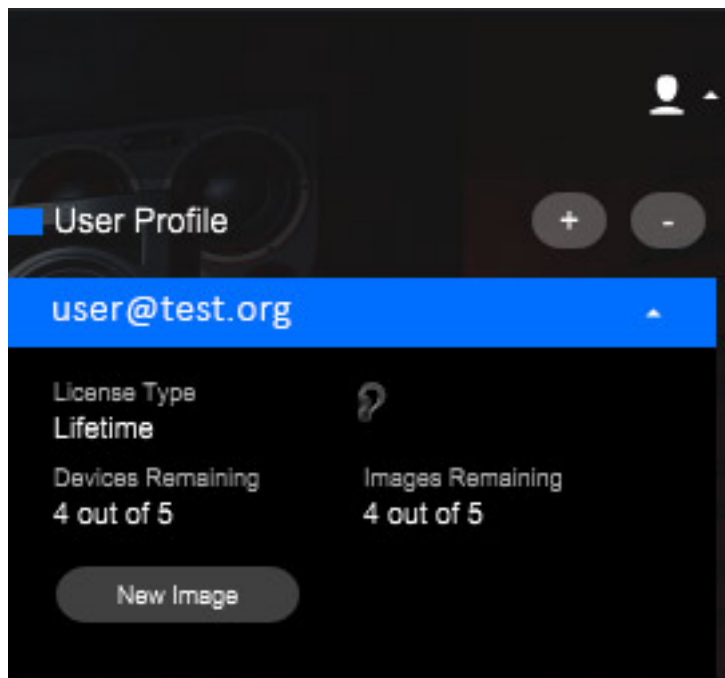 User Profile
+
-
user@test.org
License Type
Lifetime
Devices Remaining
4 out of 5
Images Remaining
4 out of 5
New Image